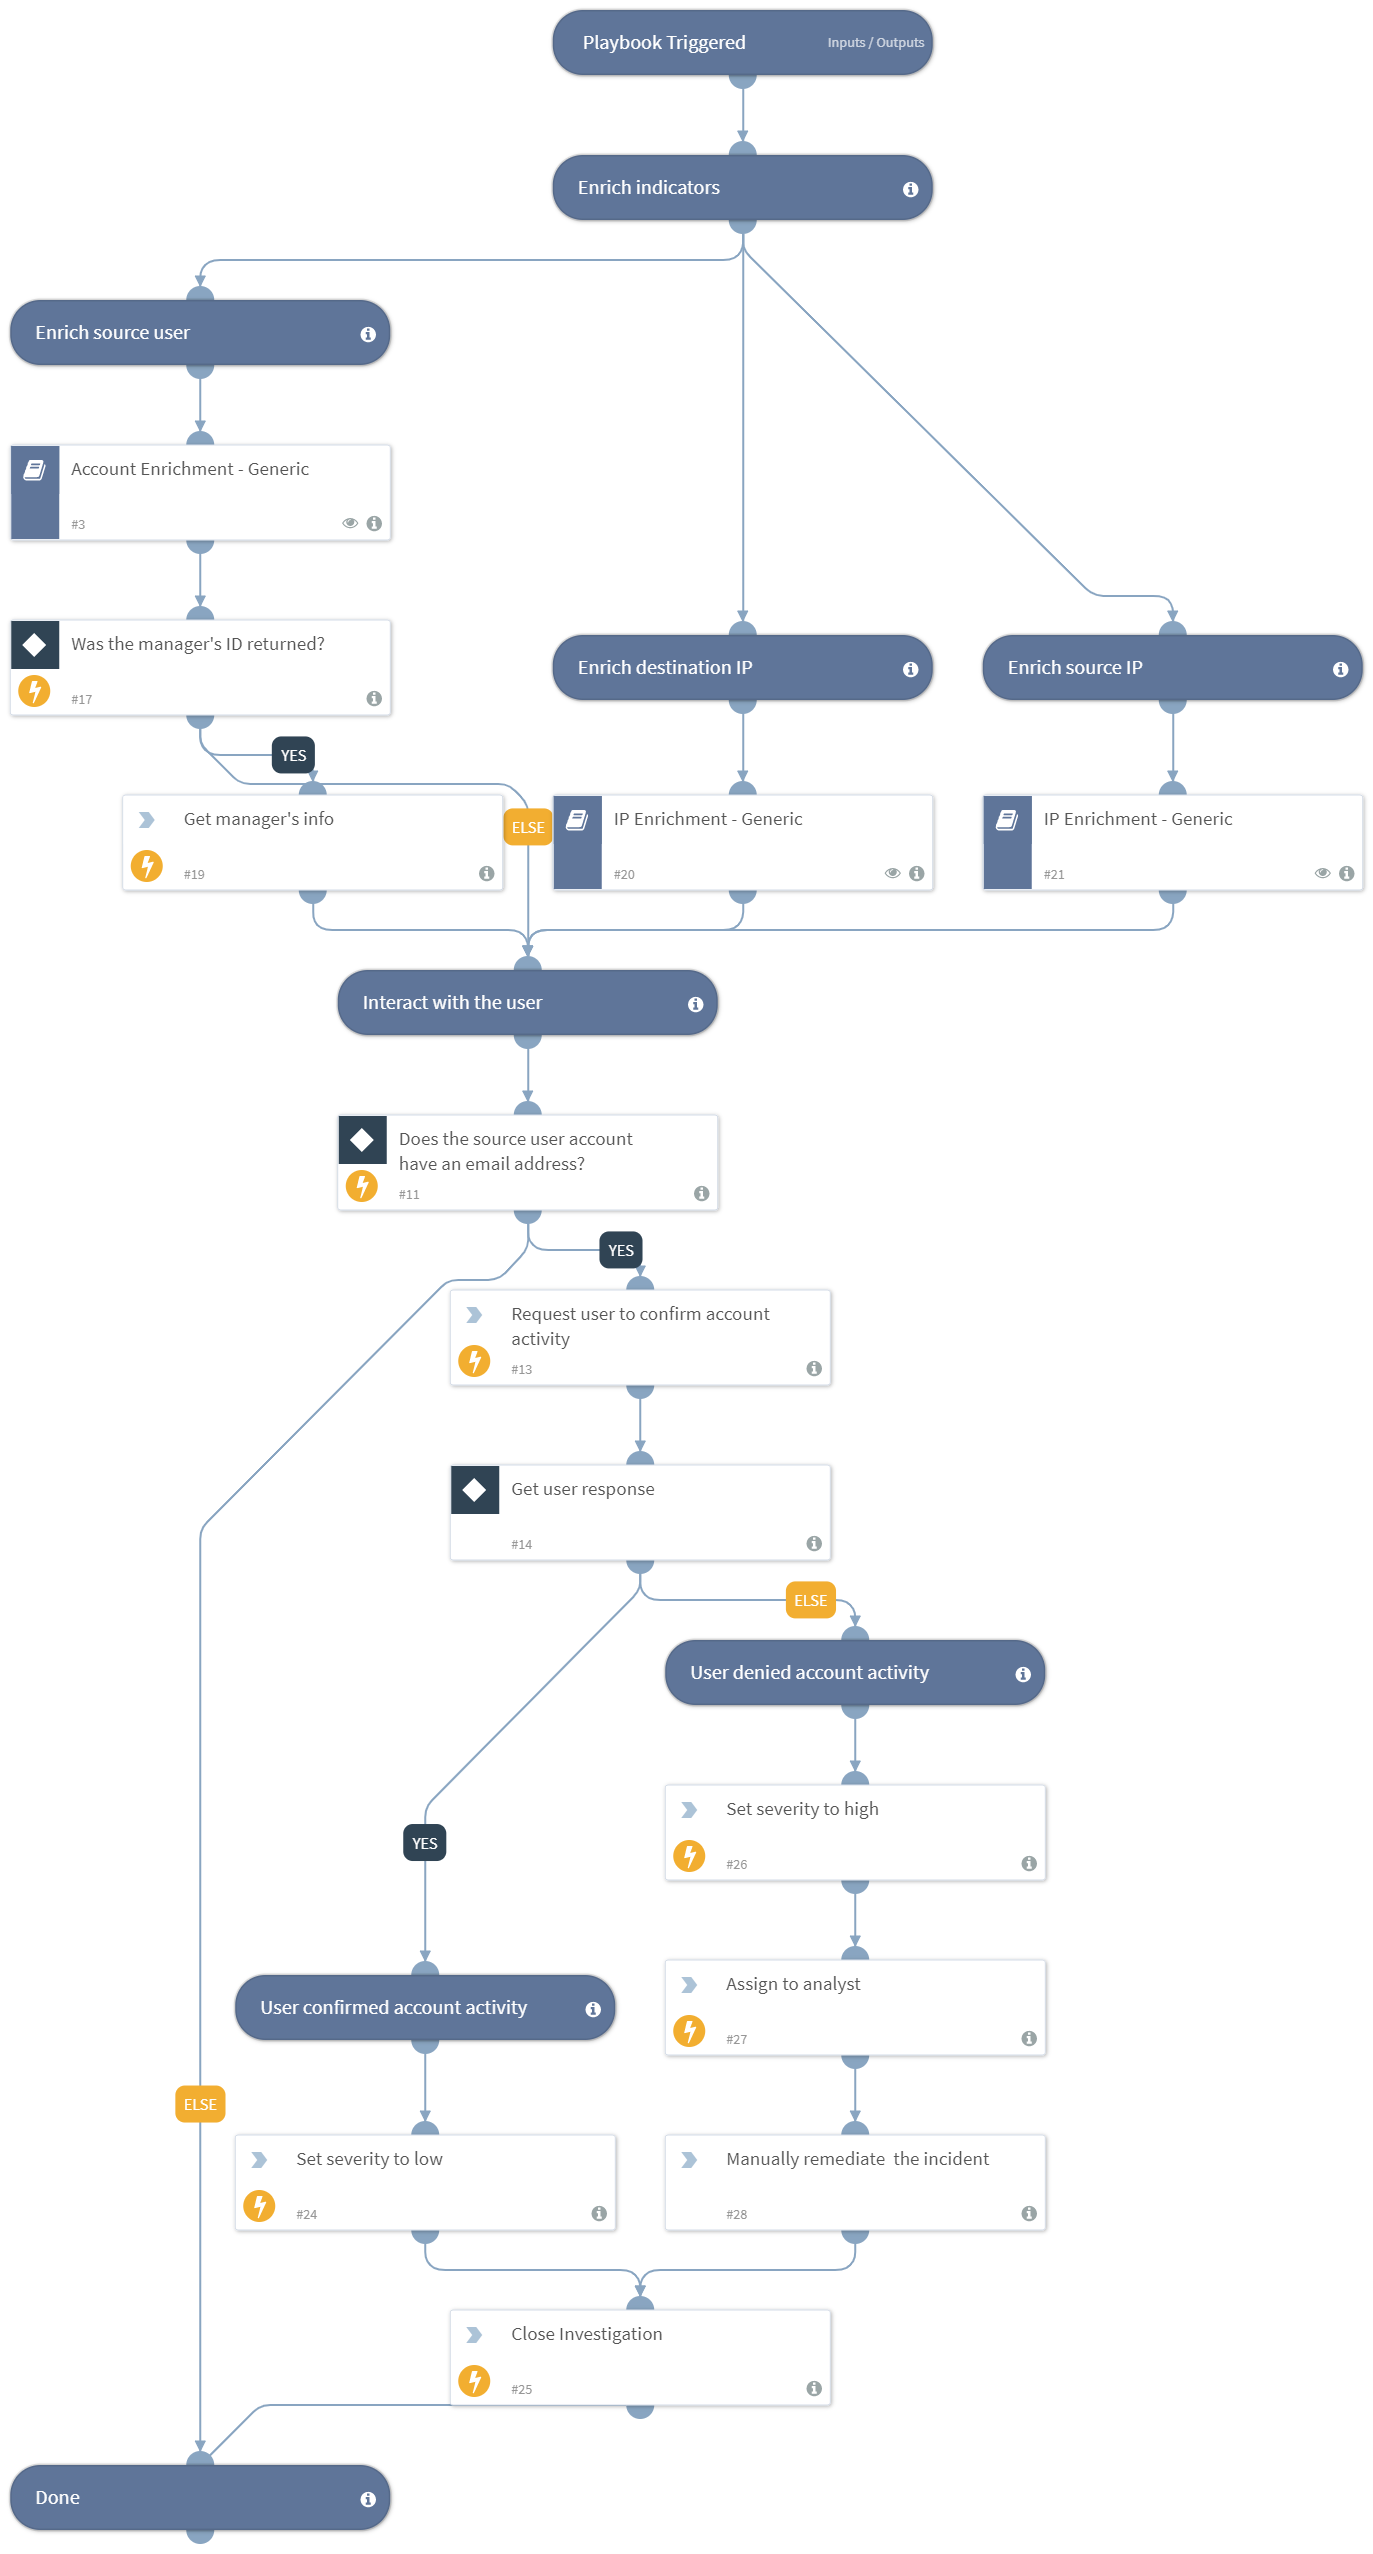 Playbook Triggered
Inputs / Outputs
Enrich indicators
Enrich source user
Account Enrichment - Generic
#3
Was the manager's ID returned?
#17
Enrich destination IP
Enrich source IP
YES
Get manager's info
#19
ELSE
IP Enrichment - Generic
#20
IP Enrichment - Generic
#21
Interact with the user
Does the source user account
have an email address?
#11
YES
Request user to confirm account
activity
#13
Get user response
#14
ELSE
User denied account activity
Set severity to high
#26
YES
Assign to analyst
#27
User confirmed account activity
ELSE
Set severity to low
#24
Manually remediate  the incident
#28
Close Investigation
#25
Done